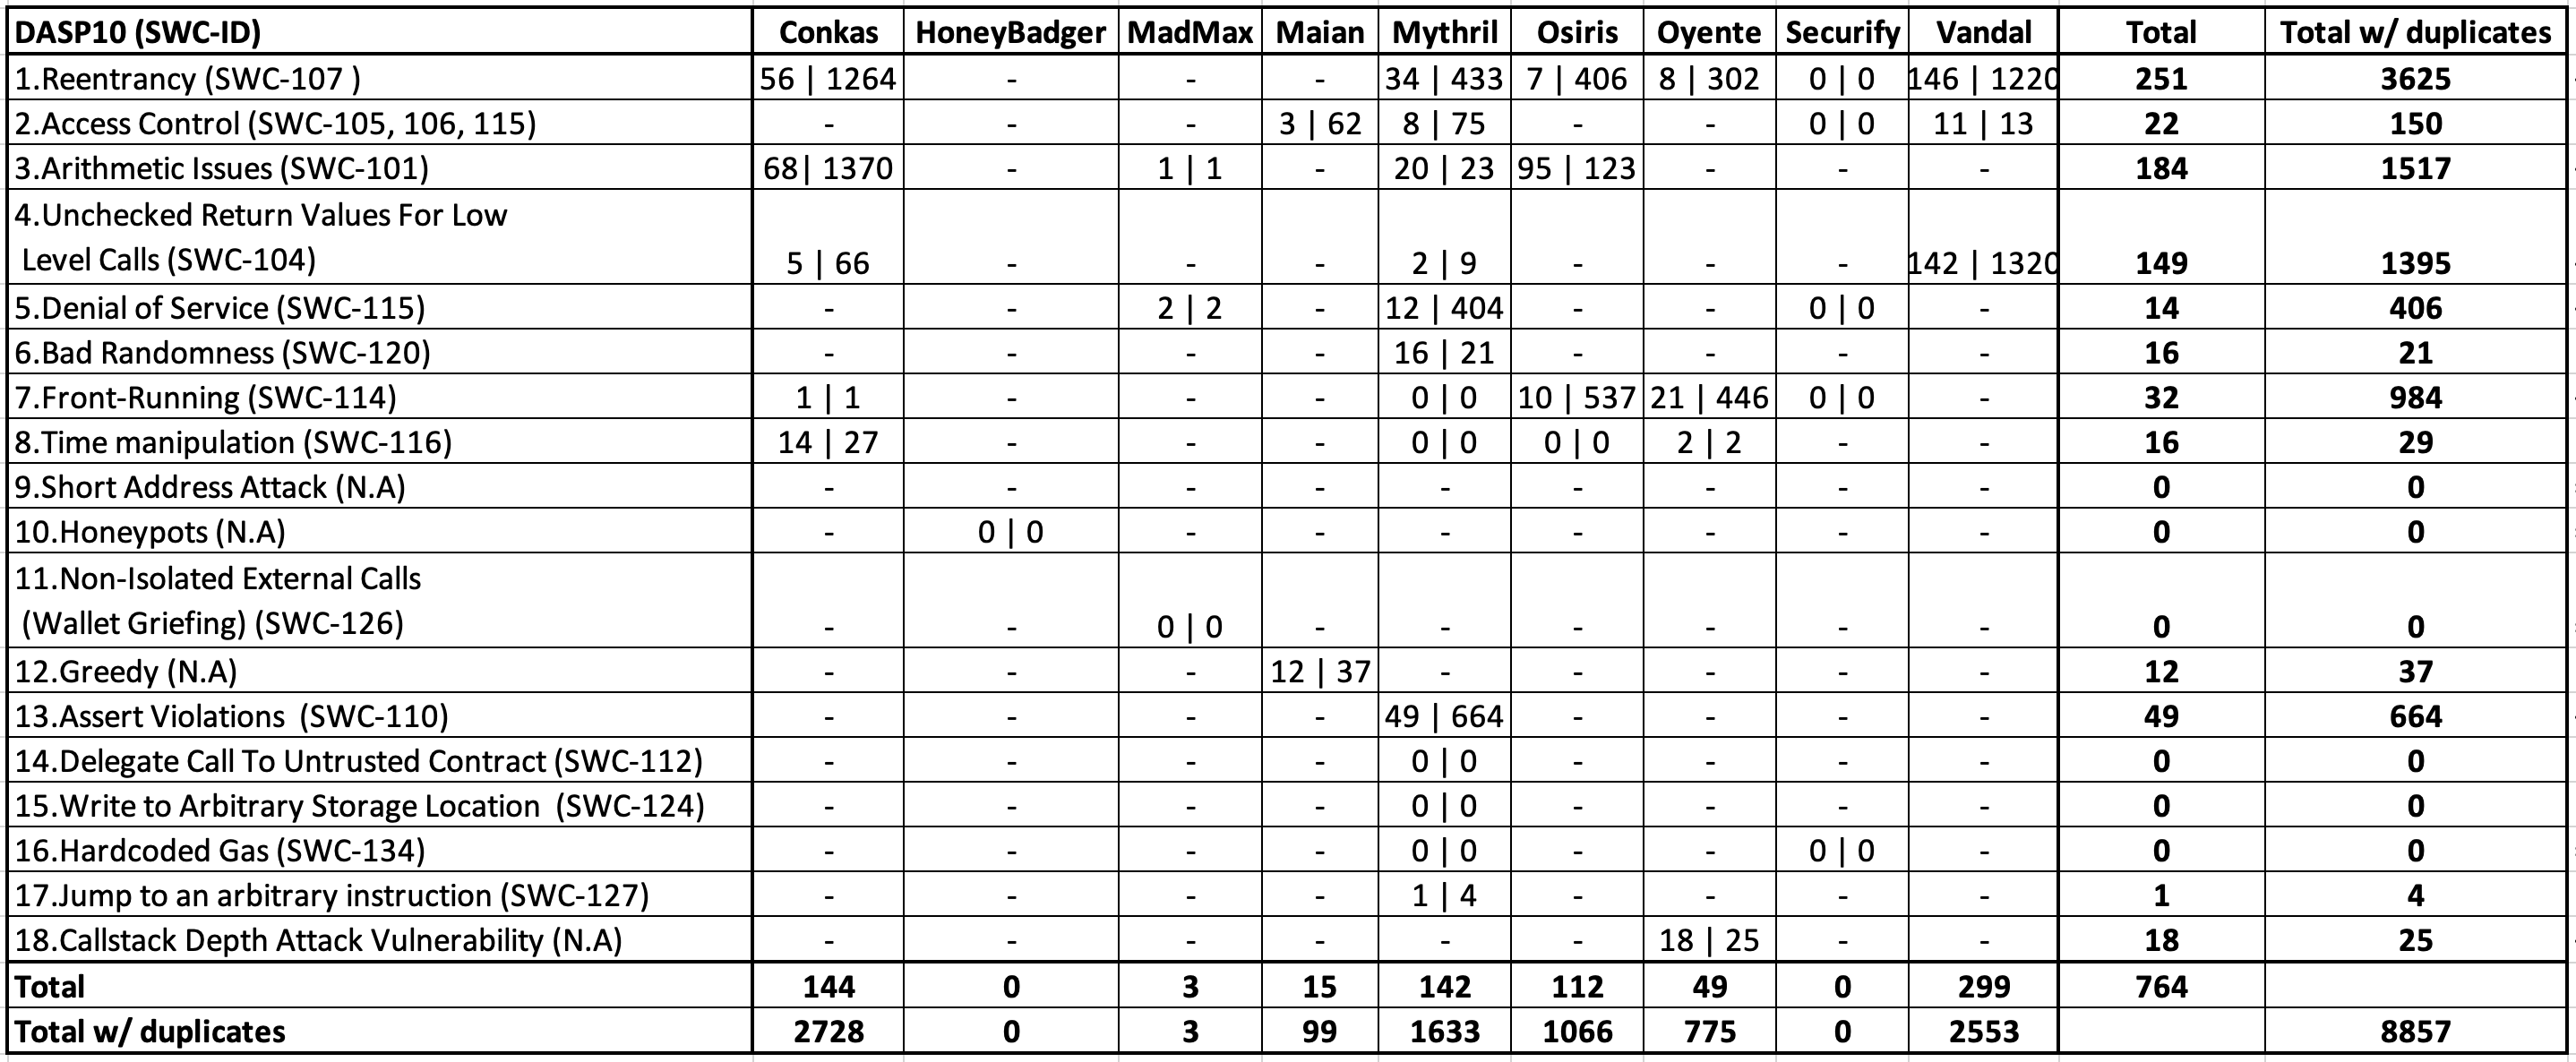 DASP10 (SWC-ID) Conkas HoneyBadger MadMax Maian Mythril Osiris Oyente Securify Vandal Total Total w/ duplicates
1.Reentrancy (SWC-107 ) 56 | 1264 - - - 34 | 433 7 | 406 8 | 302 0 | 0 146 | 1220 251 3625
2.Access Control (SWC-105, 106, 115) - - - 3 | 62 8 | 75 - - 0 | 0 11 | 13 22 150
3.Arithmetic Issues (SWC-101) 68| 1370 - 1 | 1 - 20 | 23 95 | 123 - - - 184 1517
4.Unchecked Return Values For Low
Level Calls (SWC-104) 5 | 66 - - - 2 | 9 - - - 142 | 1320 149 1395
5.Denial of Service (SWC-115) - - 2 | 2 - 12 | 404 - - 0 | 0 - 14 406
6.Bad Randomness (SWC-120) - - - - 16 | 21 - - - - 16 21
7.Front-Running (SWC-114) 1 | 1 - - - 0 | 0 10 | 537 21 | 446 0 | 0 - 32 984
8.Time manipulation (SWC-116) 14 | 27 - - - 0 | 0 0 | 0 2 | 2 - - 16 29
9.Short Address Attack (N.A) - - - - - - - - - 0 0
10.Honeypots (N.A) - 0 | 0 - - - - - - - 0 0
11.Non-Isolated External Calls
(Wallet Griefing) (SWC-126) - - 0 | 0 - - - - - - 0 0
12.Greedy (N.A) - - - 12 | 37 - - - - - 12 37
13.Assert Violations  (SWC-110) - - - - 49 | 664 - - - - 49 664
14.Delegate Call To Untrusted Contract (SWC-112) - - - - 0 | 0 - - - - 0 0
15.Write to Arbitrary Storage Location  (SWC-124) - - - - 0 | 0 - - - - 0 0
16.Hardcoded Gas (SWC-134) - - - - 0 | 0 - - 0 | 0 - 0 0
17.Jump to an arbitrary instruction (SWC-127) - - - - 1 | 4 - - - - 1 4
18.Callstack Depth Attack Vulnerability (N.A) - - - - - - 18 | 25 - - 18 25
Total 144 0 3 15 142 112 49 0 299 764
Total w/ duplicates 2728 0 3 99 1633 1066 775 0 2553 8857